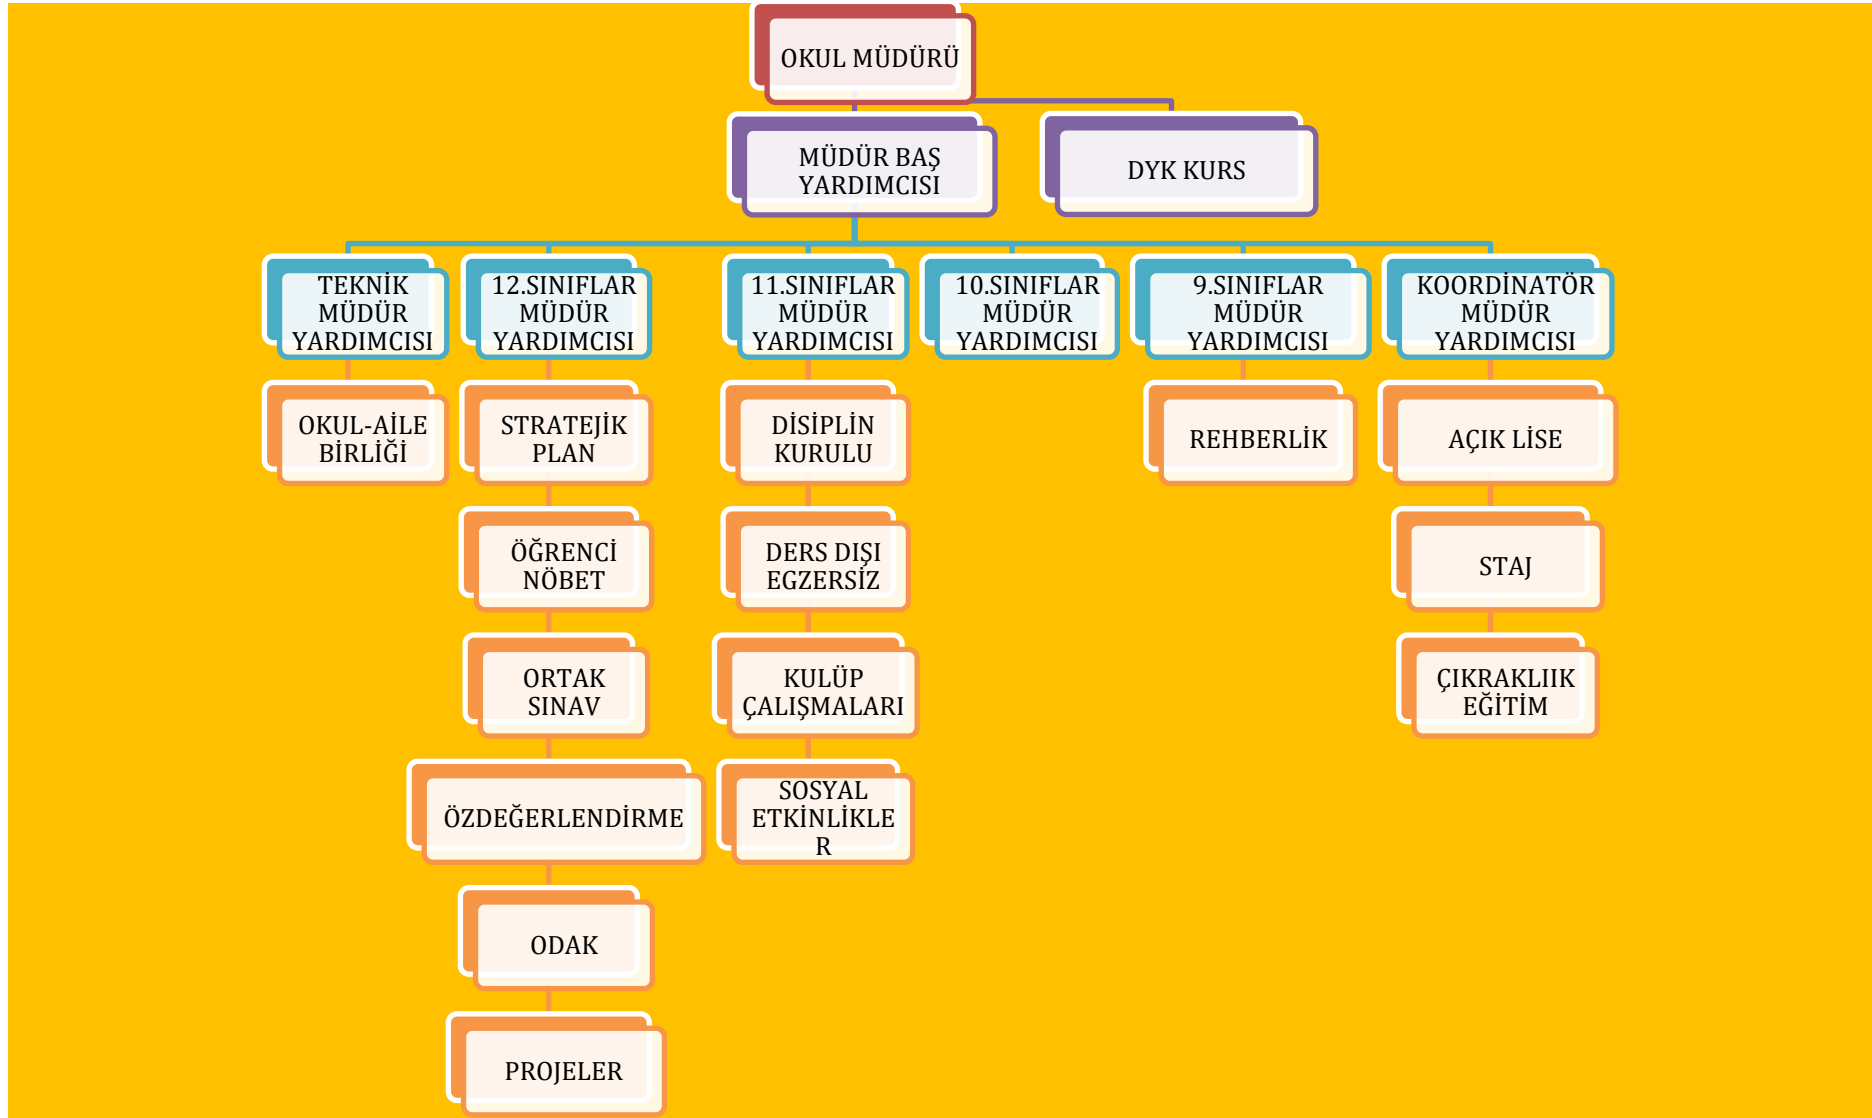 OKUL MÜDÜRÜ
MÜDÜR BAŞ
YARDIMCISI
DYK KURS
TEKNİK
MÜDÜR
YARDIMCISI
12.SINIFLAR
MÜDÜR
YARDIMCISI
11.SINIFLAR
MÜDÜR
YARDIMCISI
10.SINIFLAR
MÜDÜR
YARDIMCISI
9.SINIFLAR
MÜDÜR
YARDIMCISI
KOORDİNATÖR
MÜDÜR
YARDIMCISI
OKUL-AİLE
BİRLİĞİ
STRATEJİK
PLAN
DİSİPLİN
KURULU
REHBERLİK
AÇIK LİSE
ÖĞRENCİ
NÖBET
DERS DIŞI
EGZERSİZ
STAJ
ORTAK
SINAV
KULÜP
ÇALIŞMALARI
ÇIKRAKLIIK
EĞİTİM
ÖZDEĞERLENDİRME
SOSYAL
ETKİNLİKLE
R
ODAK
PROJELER